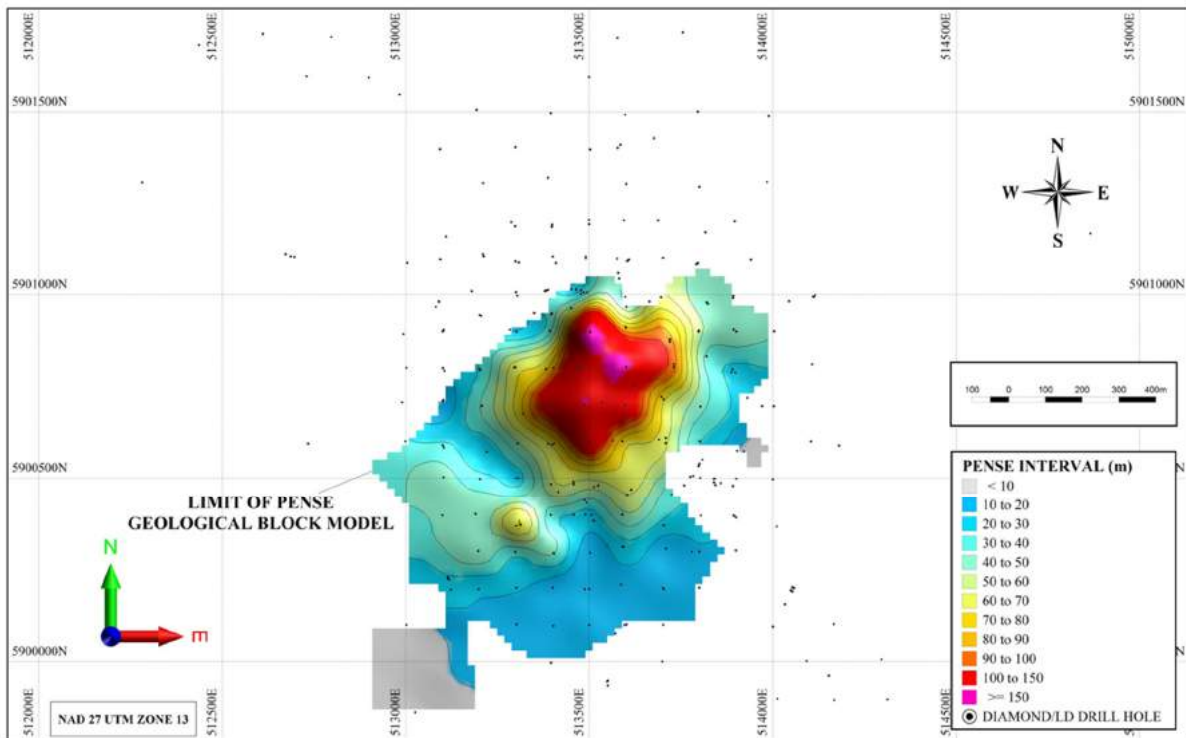 512000E
512500E
513000E
513500E
514000E
514500E
515000E
5901500N
5901500N
N
W
E
S
5901000N
5901000N
100 0 100 200 300 400m
5900500N
PENSE INTERVAL (m)
< 10
10 to 20
20 to 30
30 to 40
40 to 50
50 to 60
60 to 70
70 to 80
80 to 90
90 to 100
100 to 150
>= 150
DIAMOND/LD DRILL HOLE
LIMIT OF PENSE
GEOLOGICAL BLOCK MODEL
N
E
5900000N
NAD 27 UTM ZONE 13
512000E
512500E
513000E
513500E
514000E
515000E